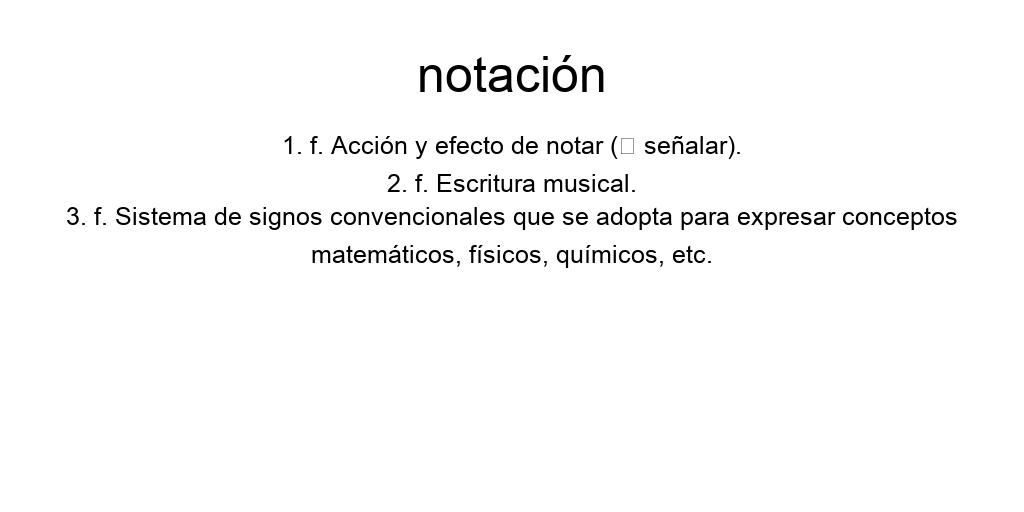 notación
1. f. Acción y efecto de notar (□ señalar).
2. f. Escritura musical.
3. f. Sistema de signos convencionales que se adopta para expresar conceptos
matemáticos, físicos, químicos, etc.